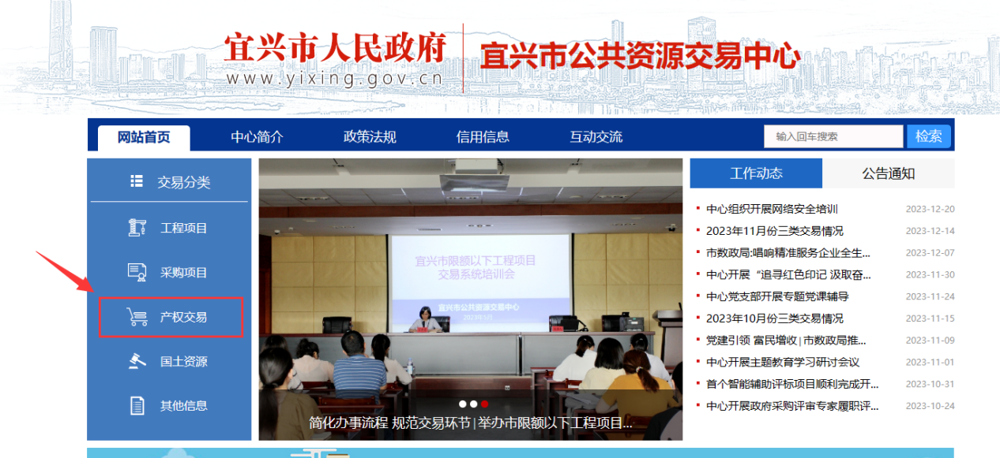 宜兴市人民政府
www.yixing.gov.cn
宜兴市公共资源交易中心
网站首页 中心简介 政策法规 信用信息 互动交流 输入回车搜索 检索
交易分类
工程项目
采购项目
产权交易
国土资源
其他信息
宜兴市限额以下工程项目
交易系统培训会
宜兴市公共资源交易中心
2023年5月
简化办事流程 规范交易环节|举办市限额以下工程项目...
工作动态 公告通知
中心组织开展网络安全培训 2023-12-20
2023年11月份三类交易情况 2023-12-14
市数政局:唱响精准服务企业全生... 2023-12-07
中心开展“追寻红色印记 汲取奋... 2023-11-30
中心党支部开展专题党课辅导 2023-11-24
2023年10月份三类交易情况 2023-11-15
党建引领 富民增收|市数政局推... 2023-11-09
中心开展主题教育学习研讨会议 2023-11-01
首个智能辅助评标项目顺利完成开... 2023-10-31
中心开展政府采购评审专家履职评... 2023-10-24